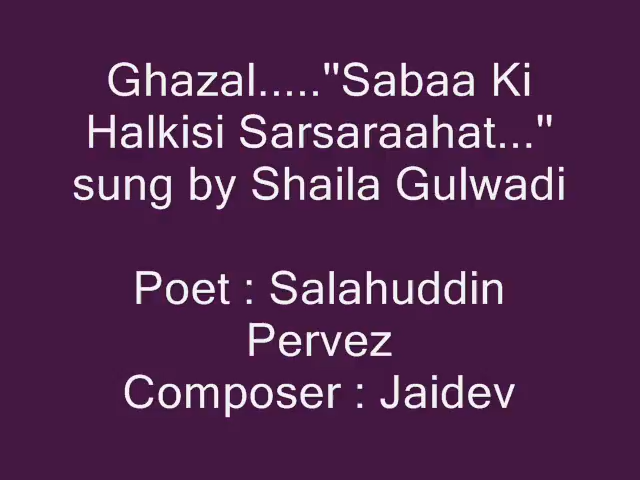 Ghazal....."Sabaa Ki
Halkisi Sarsaraahat..."
sung by Shaila Gulwadi
Poet : Salahuddin
Pervez
Composer : Jaidev